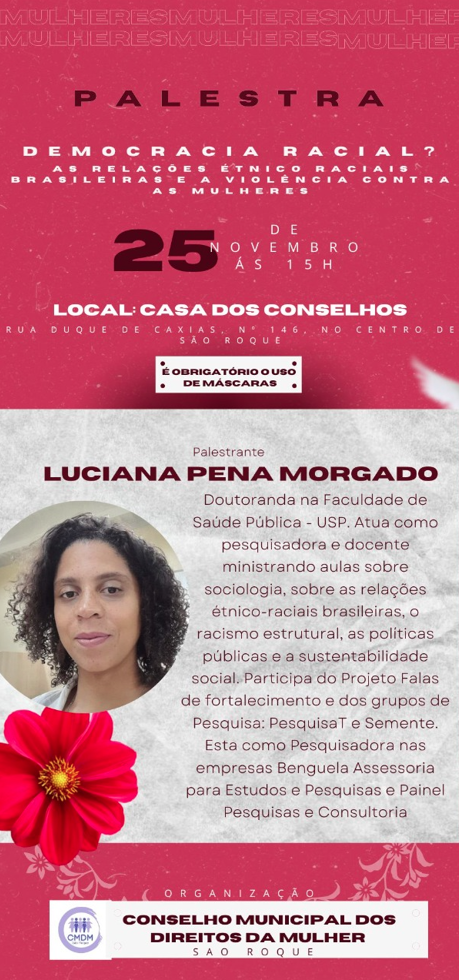 MULHERESMULHERESMULHERESMULHER
MULHERESMULHERESMULHERESMULHER
PALESTRA
DEMOCRACIA RACIAL?
AS RELAÇÕES ÉTNICO RACIAIS
BRASILEIRAS E A VIOLÊNCIA CONTRA
AS MULHERES
25
DE
NOVEMBRO
ÁS 15H
LOCAL: CASA DOS CONSELHOS
RUA DUQUE DE CAXIAS, Nº 146, NO CENTRO DE
SÃO ROQUE
É OBRIGATÓRIO O USO
DE MÁSCARAS
Palestrante
LUCIANA PENA MORGADO
Doutoranda na Faculdade de
Saúde Pública - USP. Atua como
pesquisadora e docente
ministrando aulas sobre
sociologia, sobre as relações
étnico-raciais brasileiras, o
racismo estrutural, as políticas
públicas e a sustentabilidade
social. Participa do Projeto Falas
de fortalecimento e dos grupos de
Pesquisa: PesquisaT e Semente.
Esta como Pesquisadora nas
empresas Benguela Assessoria
para Estudos e Pesquisas e Painel
Pesquisas e Consultoria
ORGANIZAÇÃO
CMDM
CONSELHO MUNICIPAL DOS
DIREITOS DA MULHER
SAO ROQUE